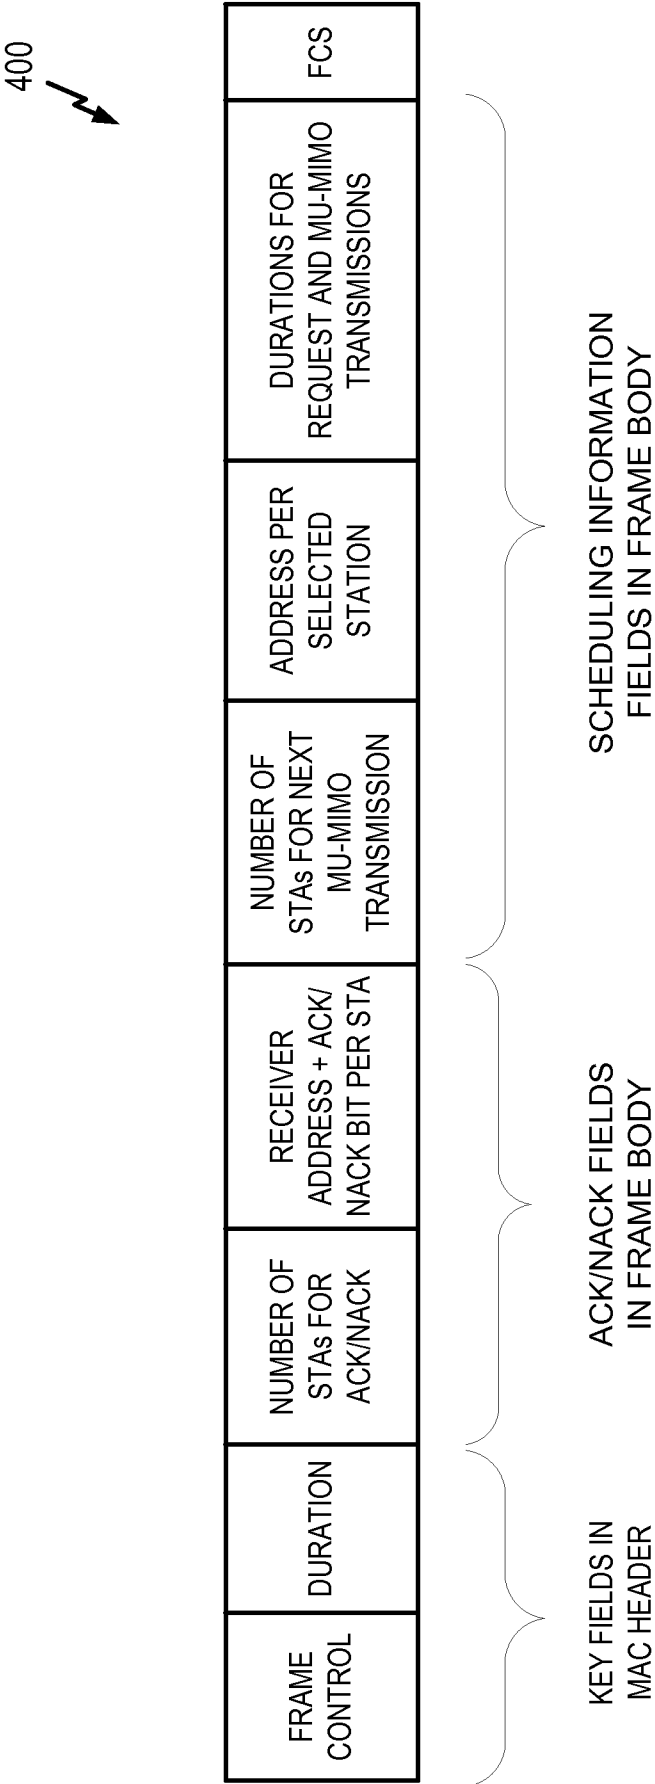 400
FRAME
CONTROL
DURATION
NUMBER OF
STAs FOR
ACK/NACK
RECEIVER
ADDRESS + ACK/
NACK BIT PER STA
NUMBER OF
STAs FOR NEXT
MU-MIMO
TRANSMISSION
ADDRESS PER
SELECTED
STATION
DURATIONS FOR
REQUEST AND MU-MIMO
TRANSMISSIONS
FCS
KEY FIELDS IN
MAC HEADER
ACK/NACK FIELDS
IN FRAME BODY
SCHEDULING INFORMATION
FIELDS IN FRAME BODY